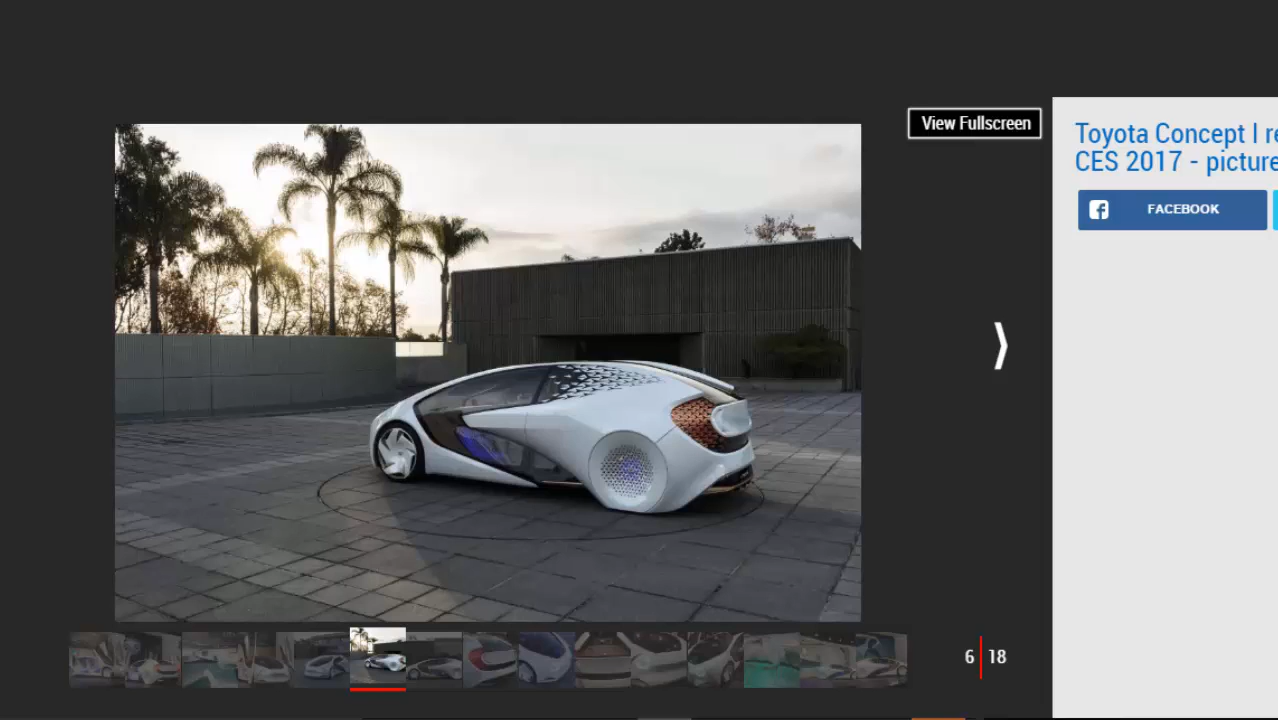 View Fullscreen
Toyota Concept I re
CES 2017 - picture
FACEBOOK
6 18